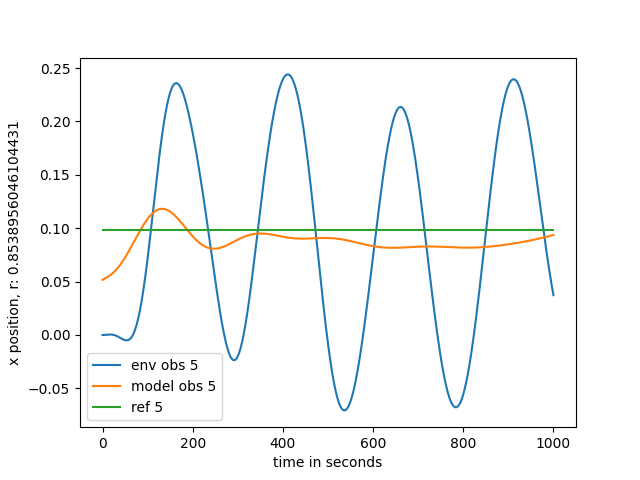 0.25
0.20
0.15
0.10
0.05
0.00
−0.05
x position, r: 0.8538956046104431
env obs 5
model obs 5
ref 5
0 200 400 600 800 1000
time in seconds